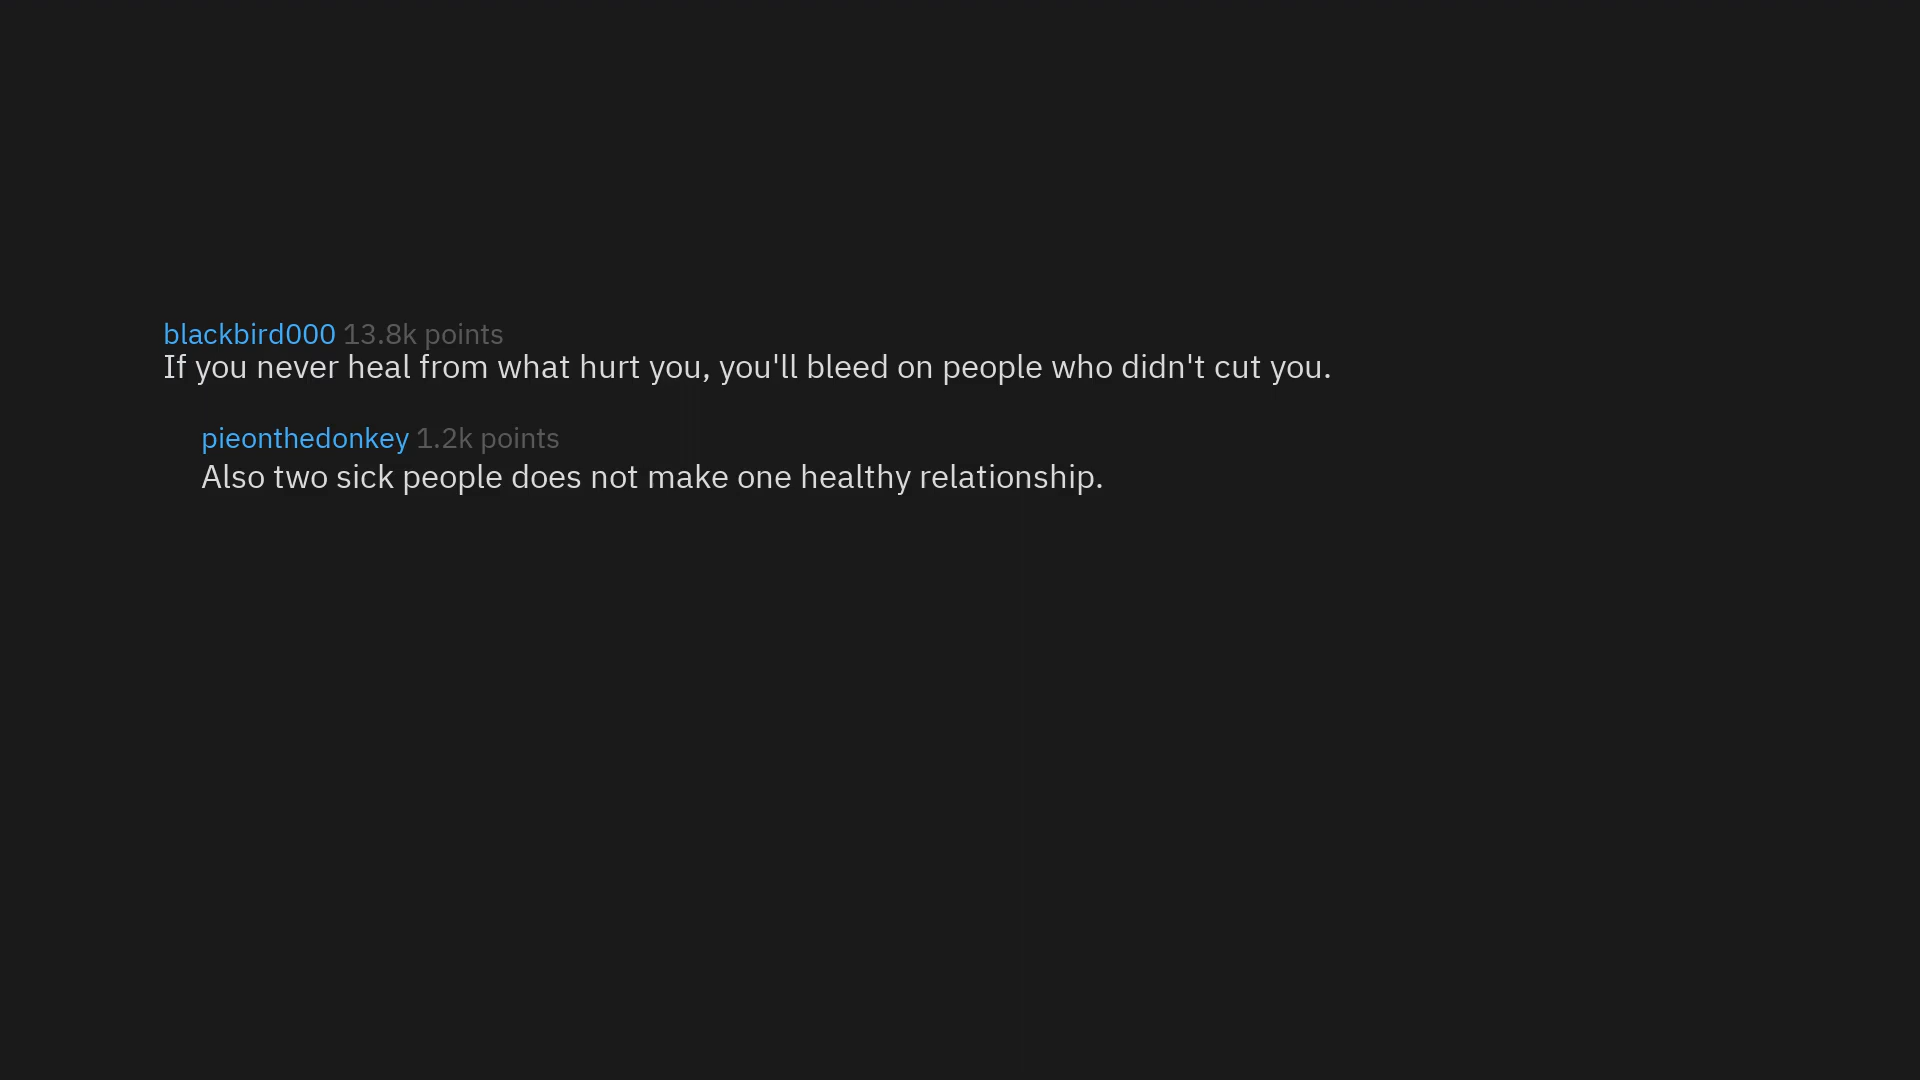 blackbird000 13.8k points
If you never heal from what hurt you, you'll bleed on people who didn't cut you.
pieonthedonkey 1.2k points
Also two sick people does not make one healthy relationship.